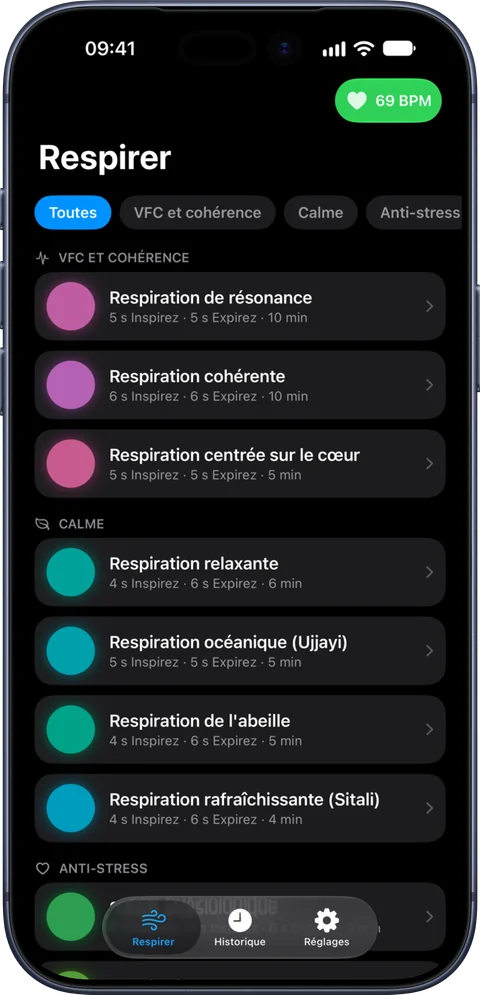 09:41
69 BPM
Respirer
Toutes
VFC et cohérence
Calme
Anti-stress
VFC ET COHÉRENCE
Respiration de résonance
5 s Inspirez · 5 s Expirez · 10 min
Respiration cohérente
6 s Inspirez · 6 s Expirez · 10 min
Respiration centrée sur le cœur
5 s Inspirez · 5 s Expirez · 5 min
CALME
Respiration relaxante
4 s Inspirez · 6 s Expirez · 6 min
Respiration océanique (Ujjayi)
5 s Inspirez · 5 s Expirez · 5 min
Respiration de l'abeille
4 s Inspirez · 6 s Expirez · 5 min
Respiration rafraîchissante (Sitali)
4 s Inspirez · 6 s Expirez · 4 min
ANTI-STRESS
Respirer
Historique
Réglages